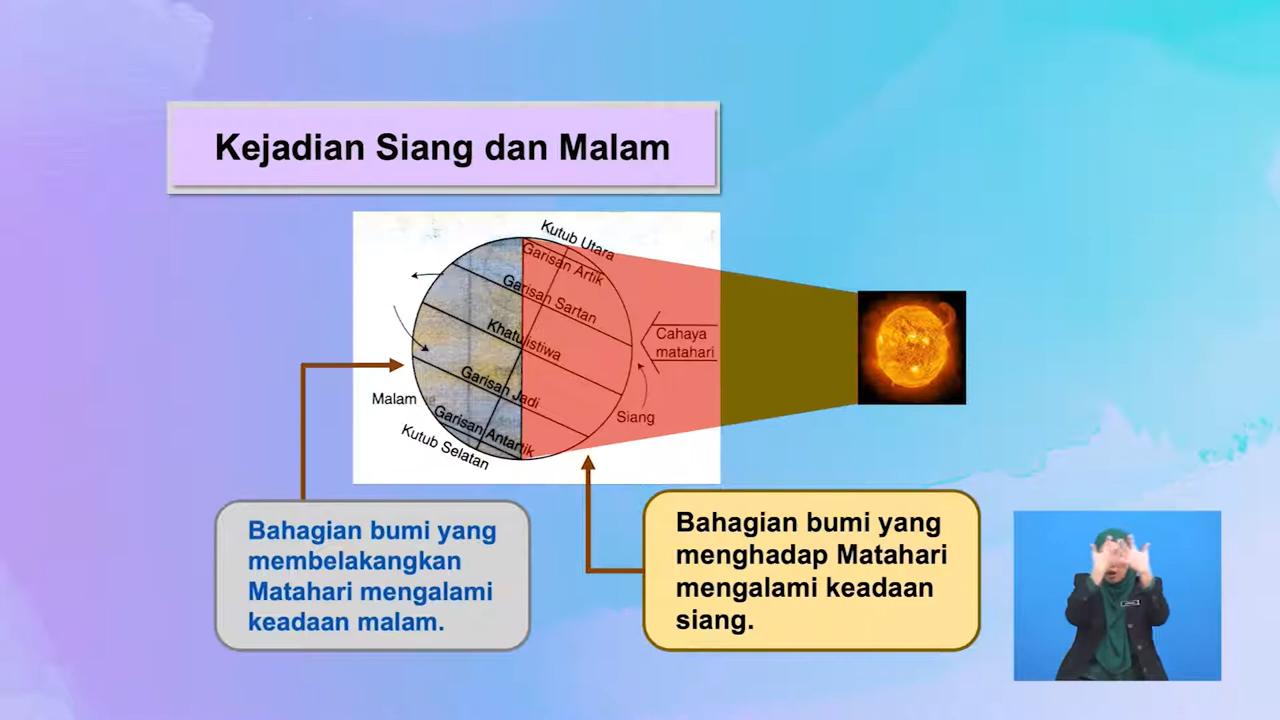 Kejadian Siang dan Malam
Kutub Utara
Garisan Artik
Garisan Sartan
Khatulistiwa
Cahaya
matahari
Garisan Jadi
Malam
Siang
Garisan Antartik
Kutub Selatan
Bahagian bumi yang
membelakangkan
Matahari mengalami
keadaan malam.
Bahagian bumi yang
menghadap Matahari
mengalami keadaan
siang.